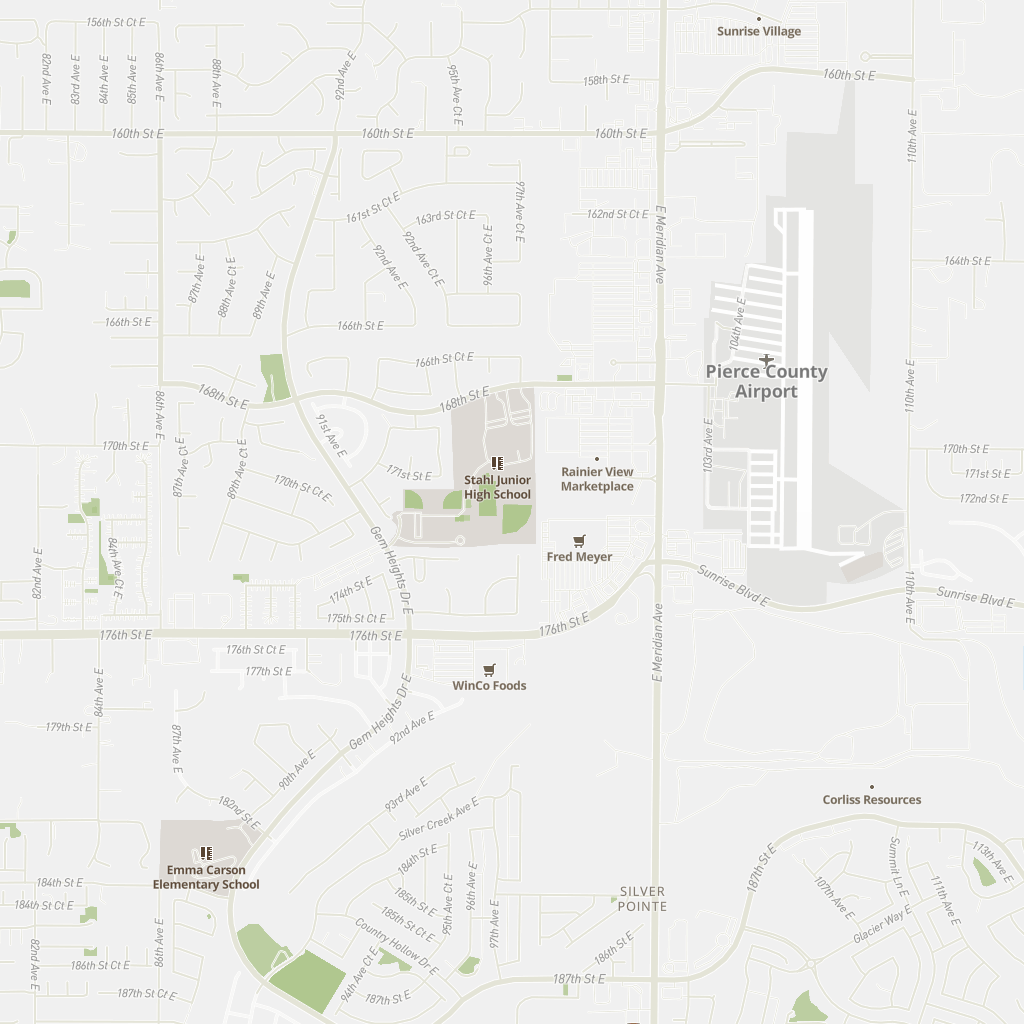 156th St Ct E
Sunrise Village
82nd Ave E
83rd Ave E
84th Ave E
85th Ave E
86th Ave E
88th Ave E
92nd Ave E
95th Ave Ct E
158th St E
160th St E
160th St E
160th St E
160th St E
110th Ave E
161st St Ct E
163rd St Ct E
97th Ave Ct E
162nd St Ct E
E Meridian Ave
92nd Ave E
92nd Ave Ct E
96th Ave Ct E
87th Ave E
88th Ave Ct E
89th Ave E
164th St E
166th St E
166th St E
104th Ave E
166th St Ct E
Pierce County
Airport
168th St E
168th St E
86th Ave E
110th Ave E
91st Ave E
103rd Ave E
170th St E
87th Ave Ct E
89th Ave Ct E
170th St E
Rainier View
Marketplace
171st St E
171st St E
Stahl Junior
High School
170th St Ct E
172nd St E
82nd Ave E
84th Ave Ct E
Gem Heights Dr E
Fred Meyer
174th St E
Sunrise Blvd E
Sunrise Blvd E
110th Ave E
175th St Ct E
176th St E
176th St E
176th St E
E Meridian Ave
176th St Ct E
177th St E
84th Ave E
WinCo Foods
Gem Heights Dr E
92nd Ave E
179th St E
87th Ave E
90th Ave E
93rd Ave E
Corliss Resources
182nd St E
Silver Creek Ave E
187th St E
Emma Carson
Elementary School
184th St Ct E
Summit Ln E
113th Ave E
184th St E
185th St E
95th Ave Ct E
96th Ave E
SILVER
POINTE
107th Ave E
111th Ave E
184th St Ct E
185th St Ct E
97th Ave E
Glacier Way E
82nd Ave E
86th Ave E
Country Hollow Dr E
186th St E
186th St Ct E
94th Ave Ct E
187th St E
187th St Ct E
187th St E